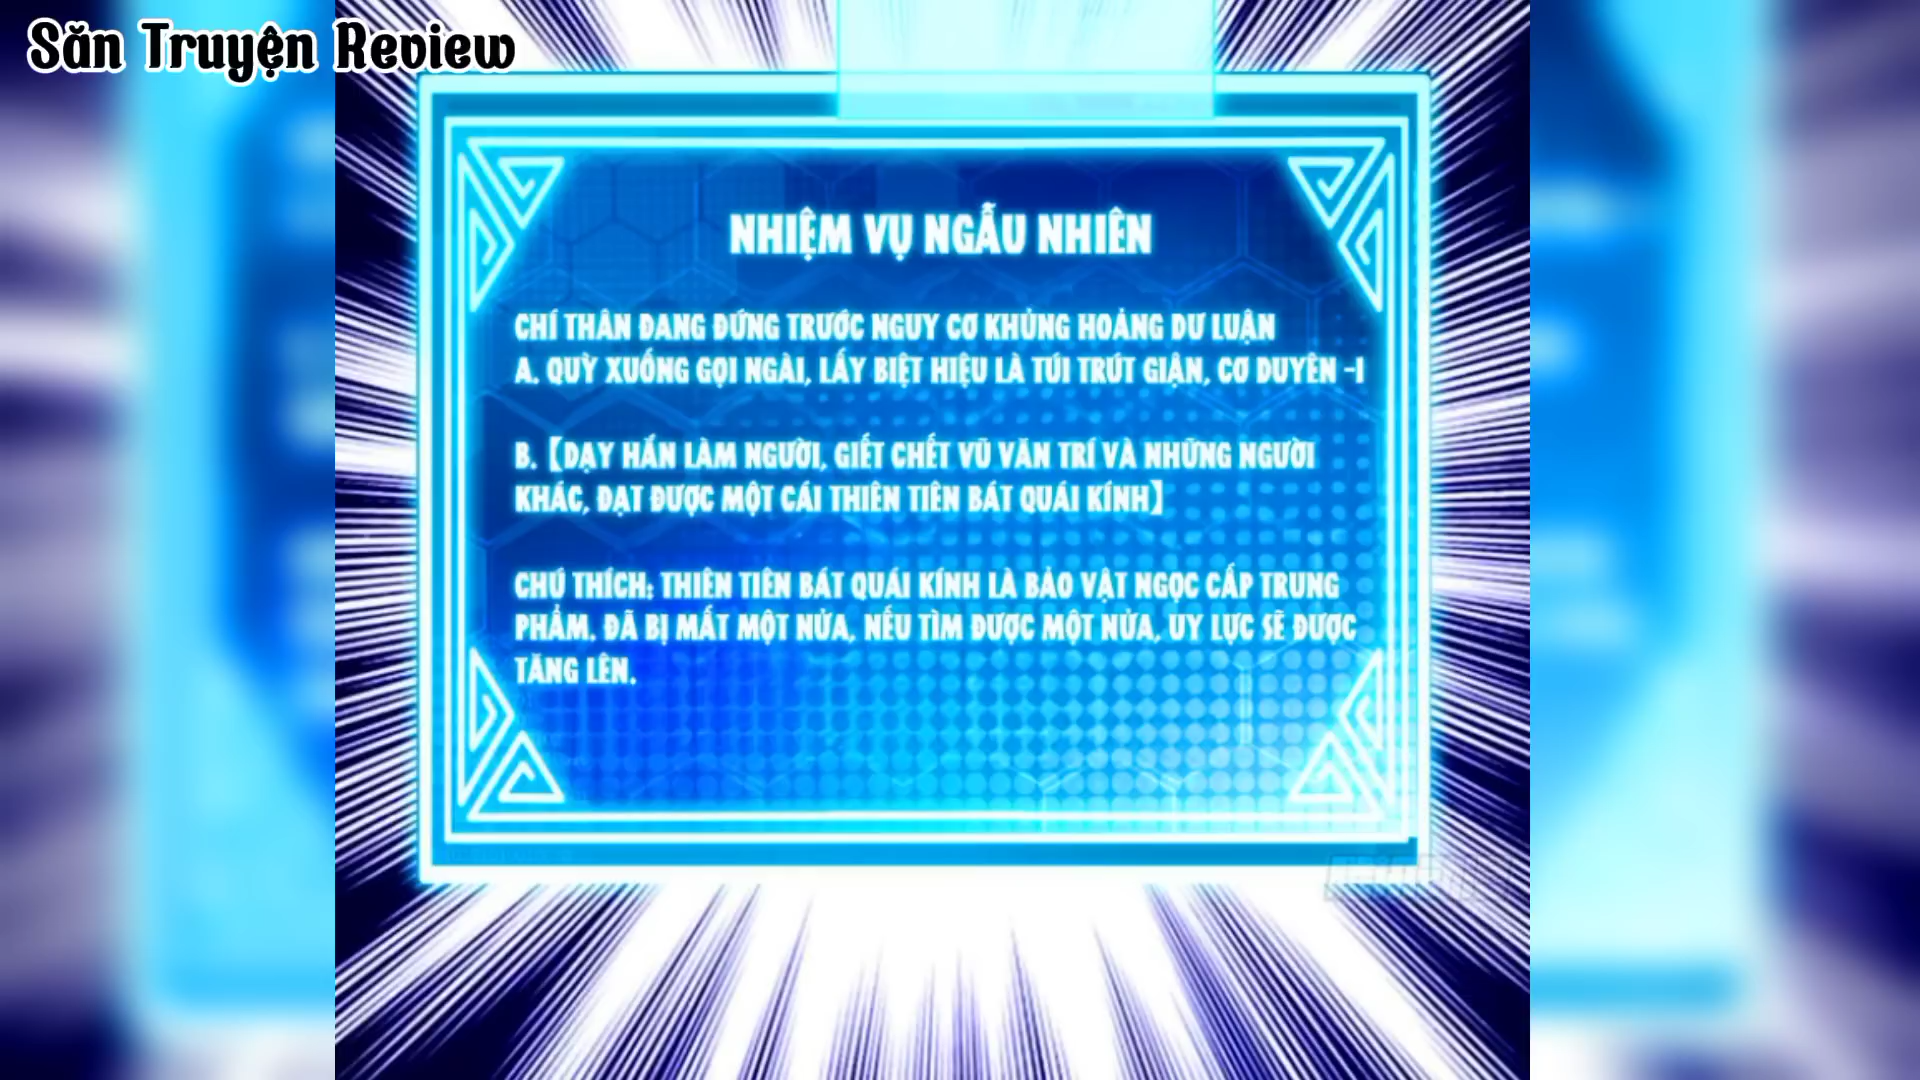 Săn Truyện Review
NHIỆM VỤ NGẪU NHIÊN
CHÍ THÂN ĐANG ĐỨNG TRƯỚC NGUY CƠ KHỦNG HOẢNG DƯ LUẬN
A. QUỲ XUỐNG GỌI NGÀI, LẤY BIỆT HIỆU LÀ TÚI TRÚT GIẬN, CƠ DUYÊN -1
B.【DẠY HẮN LÀM NGƯỜI, GIẾT CHẾT VŨ VĂN TRÍ VÀ NHỮNG NGƯỜI
KHÁC, ĐẠT ĐƯỢC MỘT CÁI THIÊN TIÊN BÁT QUÁI KÍNH】
CHÚ THÍCH: THIÊN TIÊN BÁT QUÁI KÍNH LÀ BẢO VẬT NGỌC CẤP TRUNG
PHẨM. ĐÃ BỊ MẤT MỘT NỬA, NẾU TÌM ĐƯỢC MỘT NỬA, UY LỰC SẼ ĐƯỢC
TĂNG LÊN.